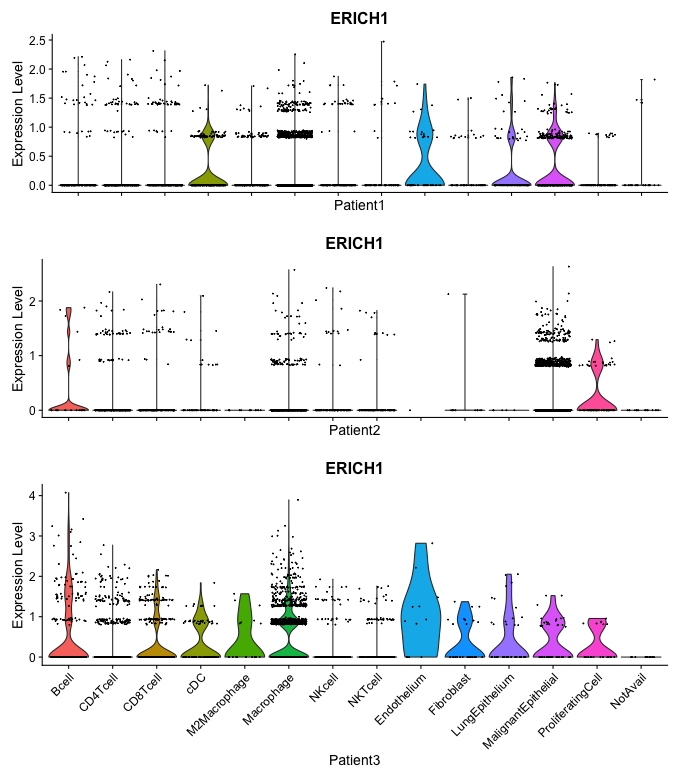 ERICH1
Expression Level
2.5
2.0
1.5
1.0
0.5
0.0
Patient1
ERICH1
Expression Level
2
1
0
Patient2
ERICH1
Expression Level
4
3
2
1
0
Bcell
CD4Tcell
CD8Tcell
cDC
M2Macrophage
Macrophage
NKcell
NKTcell
Endothelium
Fibroblast
LungEpithelium
MalignantEpithelial
ProliferatingCell
NotAvail
Patient3